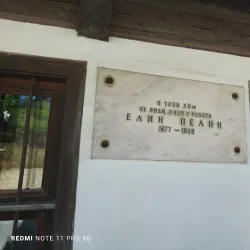 В ТОЗИ ДОМ
СЕ РОДИ, ЖИВЯ И РАБОТИ
ЕЛИН ПЕЛИН
1877 – 1949
REDMI NOTE 11 PRO 5G